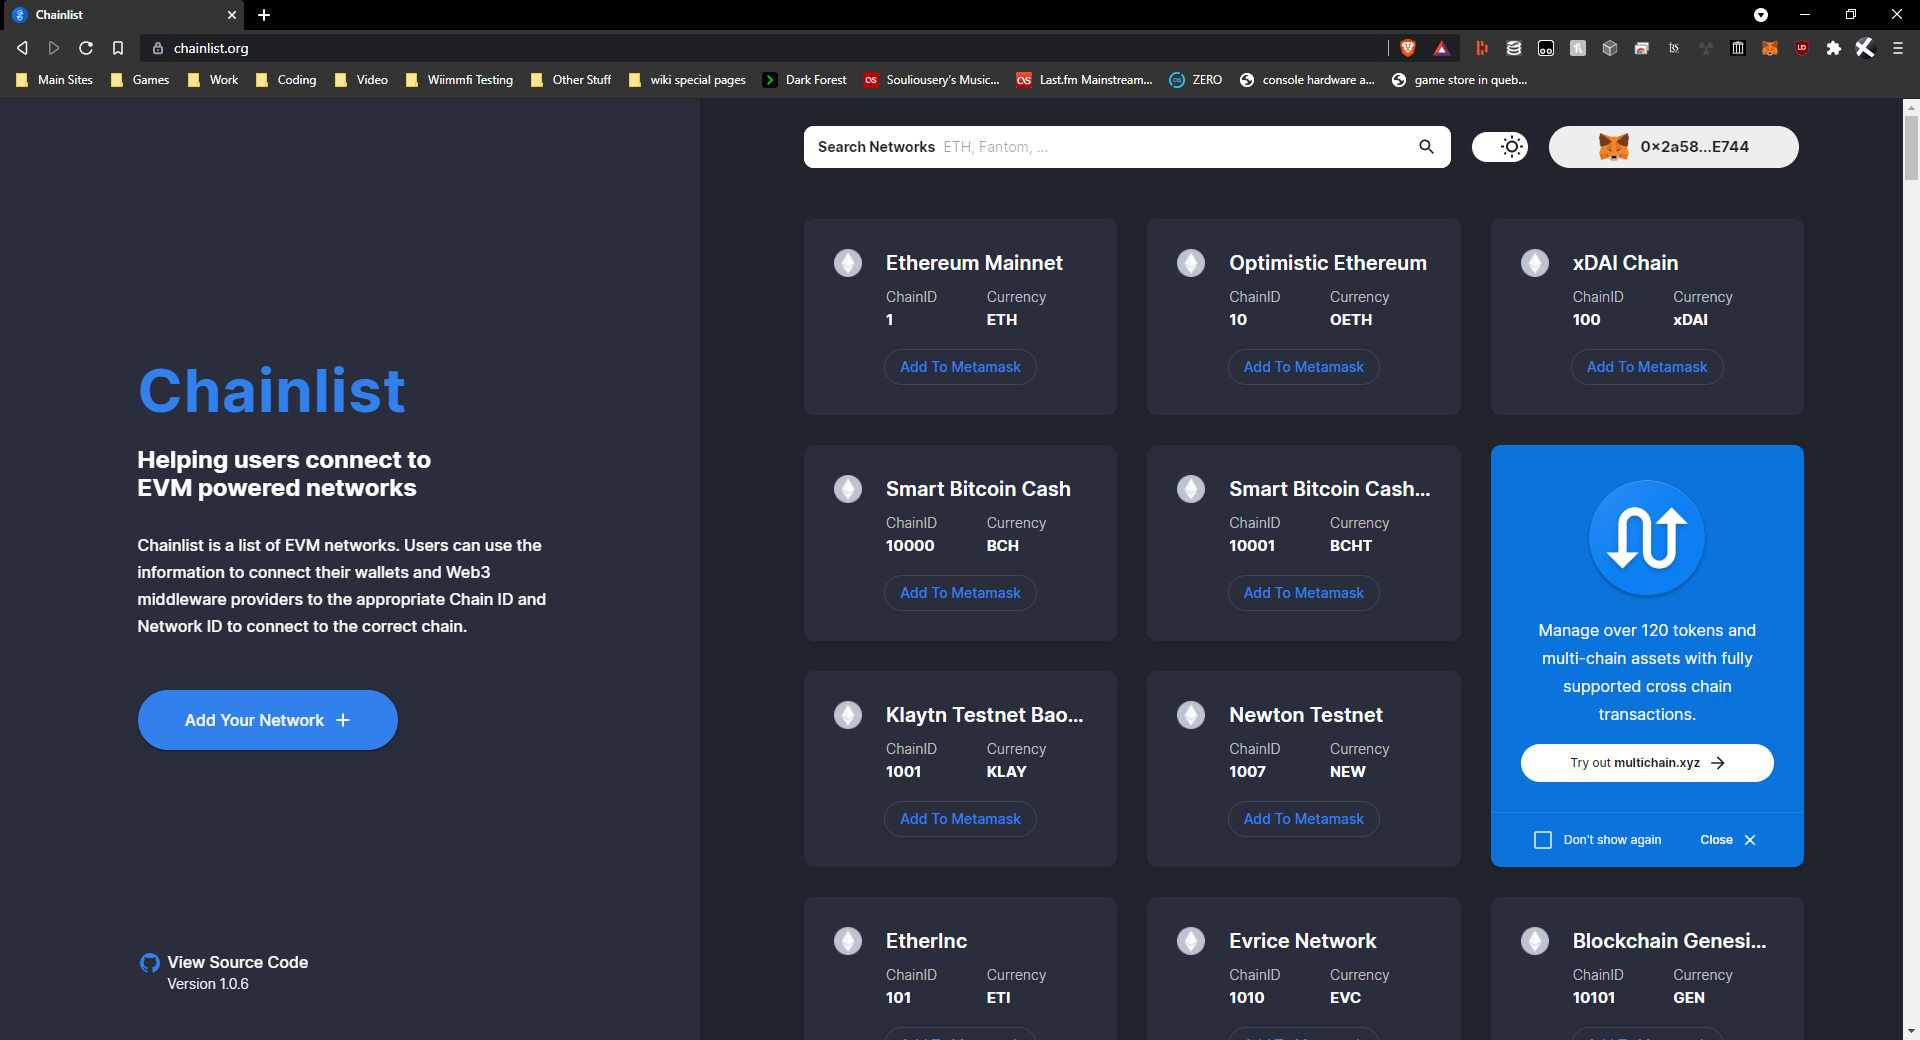 Chainlist
chainlist.org
Main Sites
Games
Work
Coding
Video
Wiimmfi Testing
Other Stuff
wiki special pages
Dark Forest
Souliousery's Music...
Last.fm Mainstream...
ZERO
console hardware a...
game store in queb...
Chainlist
Helping users connect to
EVM powered networks
Chainlist is a list of EVM networks. Users can use the
information to connect their wallets and Web3
middleware providers to the appropriate Chain ID and
Network ID to connect to the correct chain.
Add Your Network
View Source Code
Version 1.0.6
Search Networks ETH, Fantom, ...
0x2a58...E744
Ethereum Mainnet
ChainID Currency
1 ETH
Add To Metamask
Optimistic Ethereum
ChainID Currency
10 OETH
Add To Metamask
xDAI Chain
ChainID Currency
100 xDAI
Add To Metamask
Smart Bitcoin Cash
ChainID Currency
10000 BCH
Add To Metamask
Smart Bitcoin Cash...
ChainID Currency
10001 BCHT
Add To Metamask
Manage over 120 tokens and
multi-chain assets with fully
supported cross chain
transactions.
Try out multichain.xyz
Don't show again
Close
Klaytn Testnet Bao...
ChainID Currency
1001 KLAY
Add To Metamask
Newton Testnet
ChainID Currency
1007 NEW
Add To Metamask
EtherInc
ChainID Currency
101 ETI
Evrice Network
ChainID Currency
1010 EVC
Blockchain Genesi...
ChainID Currency
10101 GEN